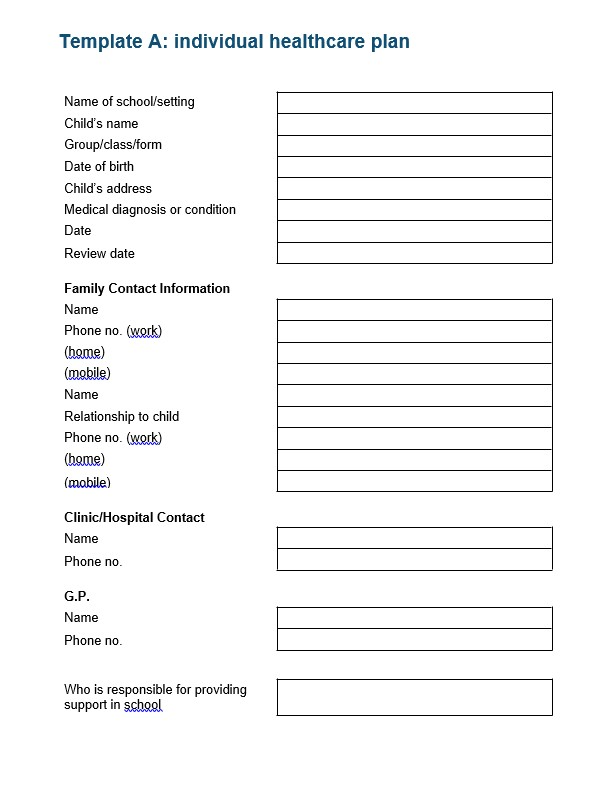 Template A: individual healthcare plan
Name of school/setting
Child's name
Group/class/form
Date of birth
Child's address
Medical diagnosis or condition
Date
Review date
Family Contact Information
Name
Phone no. (work)
(home)
(mobile)
Name
Relationship to child
Phone no. (work)
(home)
(mobile)
Clinic/Hospital Contact
Name
Phone no.
G.P.
Name
Phone no.
Who is responsible for providing
support in school